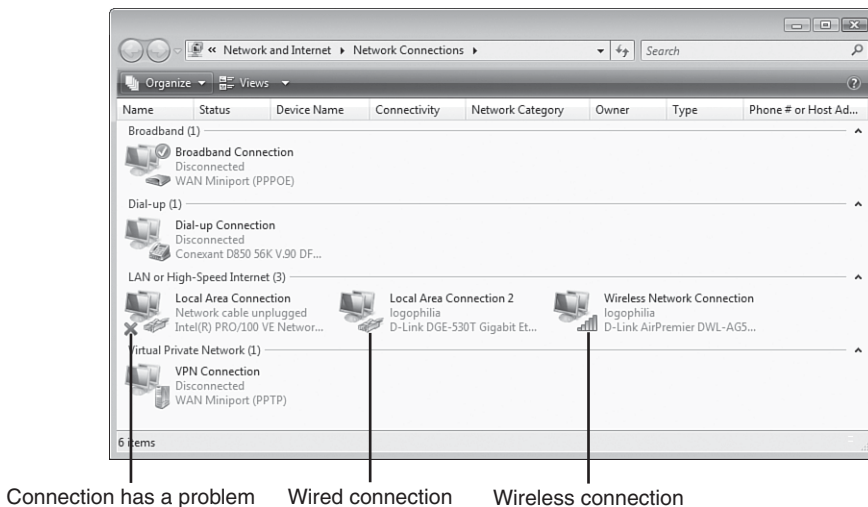 « Network and Internet ▸ Network Connections ▸ Search
Organize Views
Name Status Device Name Connectivity Network Category Owner Type Phone # or Host Ad...
Broadband (1)
Broadband Connection
Disconnected
WAN Miniport (PPPOE)
Dial-up (1)
Dial-up Connection
Disconnected
Conexant D850 56K V.90 DF...
LAN or High-Speed Internet (3)
Local Area Connection
Network cable unplugged
Intel(R) PRO/100 VE Networ...
Local Area Connection 2
logophilia
D-Link DGE-530T Gigabit Et...
Wireless Network Connection
logophilia
D-Link AirPremier DWL-AG5...
Virtual Private Network (1)
VPN Connection
Disconnected
WAN Miniport (PPTP)
6 items
Connection has a problem Wired connection Wireless connection